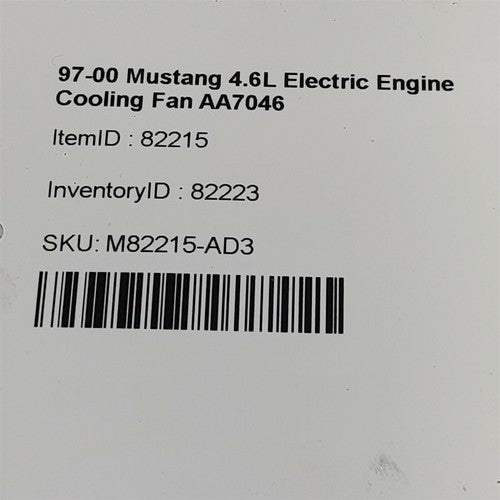 97-00 Mustang 4.6L Electric Engine
Cooling Fan AA7046
ItemID : 82215
InventoryID : 82223
SKU: M82215-AD3